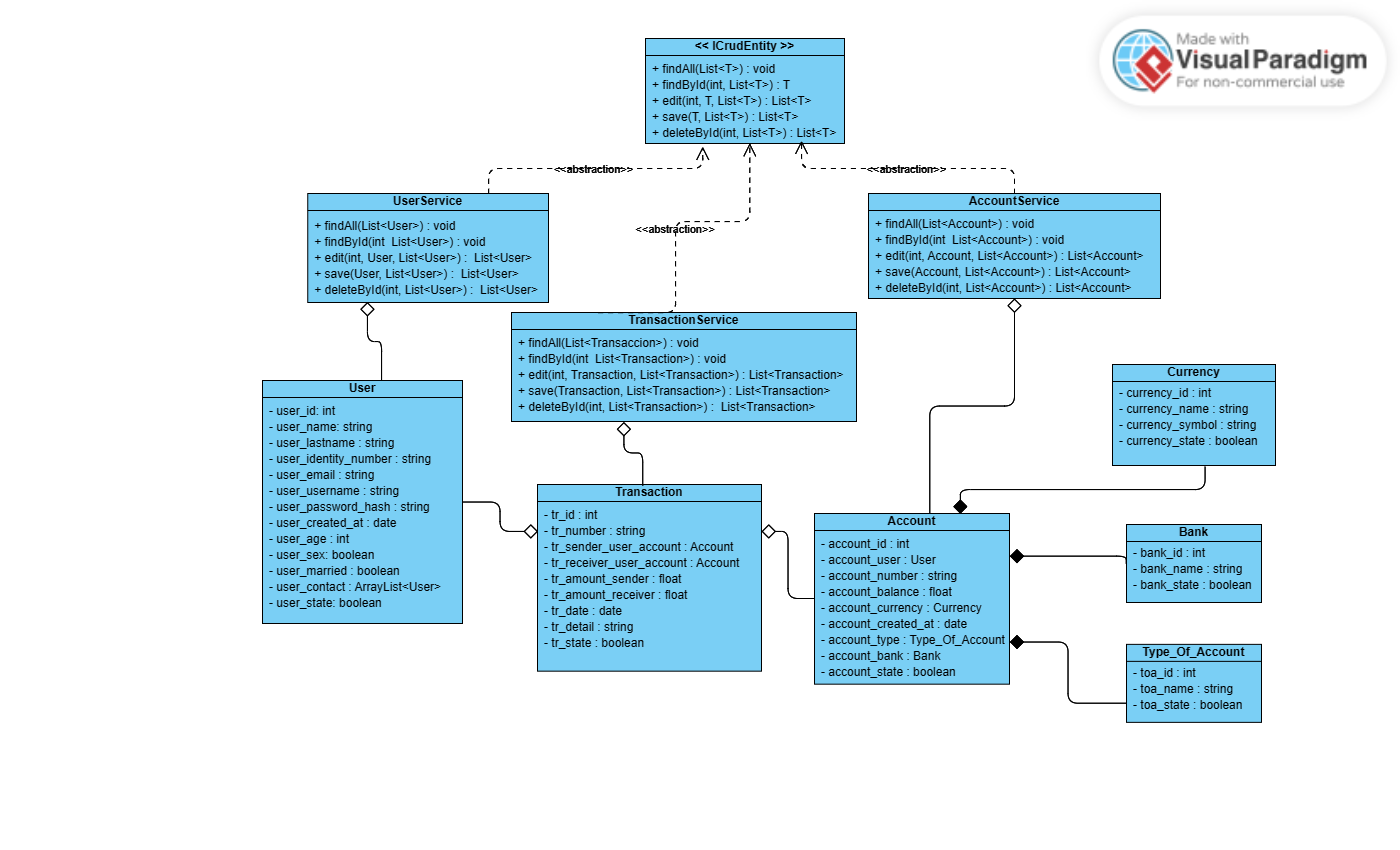 << ICrudEntity >>
+ findAll(List<T>) : void
+ findById(int, List<T>) : T
+ edit(int, T, List<T>) : List<T>
+ save(T, List<T>) : List<T>
+ deleteById(int, List<T>) : List<T>
Made with
Visual Paradigm
For non-commercial use
<<abstraction>>
<<abstraction>>
<<abstraction>>
UserService
+ findAll(List<User>) : void
+ findById(int  List<User>) : void
+ edit(int, User, List<User>) :  List<User>
+ save(User, List<User>) :  List<User>
+ deleteById(int, List<User>) :  List<User>
AccountService
+ findAll(List<Account>) : void
+ findById(int  List<Account>) : void
+ edit(int, Account, List<Account>) : List<Account>
+ save(Account, List<Account>) : List<Account>
+ deleteById(int, List<Account>) : List<Account>
TransactionService
+ findAll(List<Transaccion>) : void
+ findById(int  List<Transaction>) : void
+ edit(int, Transaction, List<Transaction>) : List<Transaction>
+ save(Transaction, List<Transaction>) : List<Transaction>
+ deleteById(int, List<Transaction>) :  List<Transaction>
User
- user_id: int
- user_name: string
- user_lastname : string
- user_identity_number : string
- user_email : string
- user_username : string
- user_password_hash : string
- user_created_at : date
- user_age : int
- user_sex: boolean
- user_married : boolean
- user_contact : ArrayList<User>
- user_state: boolean
Transaction
- tr_id : int
- tr_number : string
- tr_sender_user_account : Account
- tr_receiver_user_account : Account
- tr_amount_sender : float
- tr_amount_receiver : float
- tr_date : date
- tr_detail : string
- tr_state : boolean
Account
- account_id : int
- account_user : User
- account_number : string
- account_balance : float
- account_currency : Currency
- account_created_at : date
- account_type : Type_Of_Account
- account_bank : Bank
- account_state : boolean
Currency
- currency_id : int
- currency_name : string
- currency_symbol : string
- currency_state : boolean
Bank
- bank_id : int
- bank_name : string
- bank_state : boolean
Type_Of_Account
- toa_id : int
- toa_name : string
- toa_state : boolean